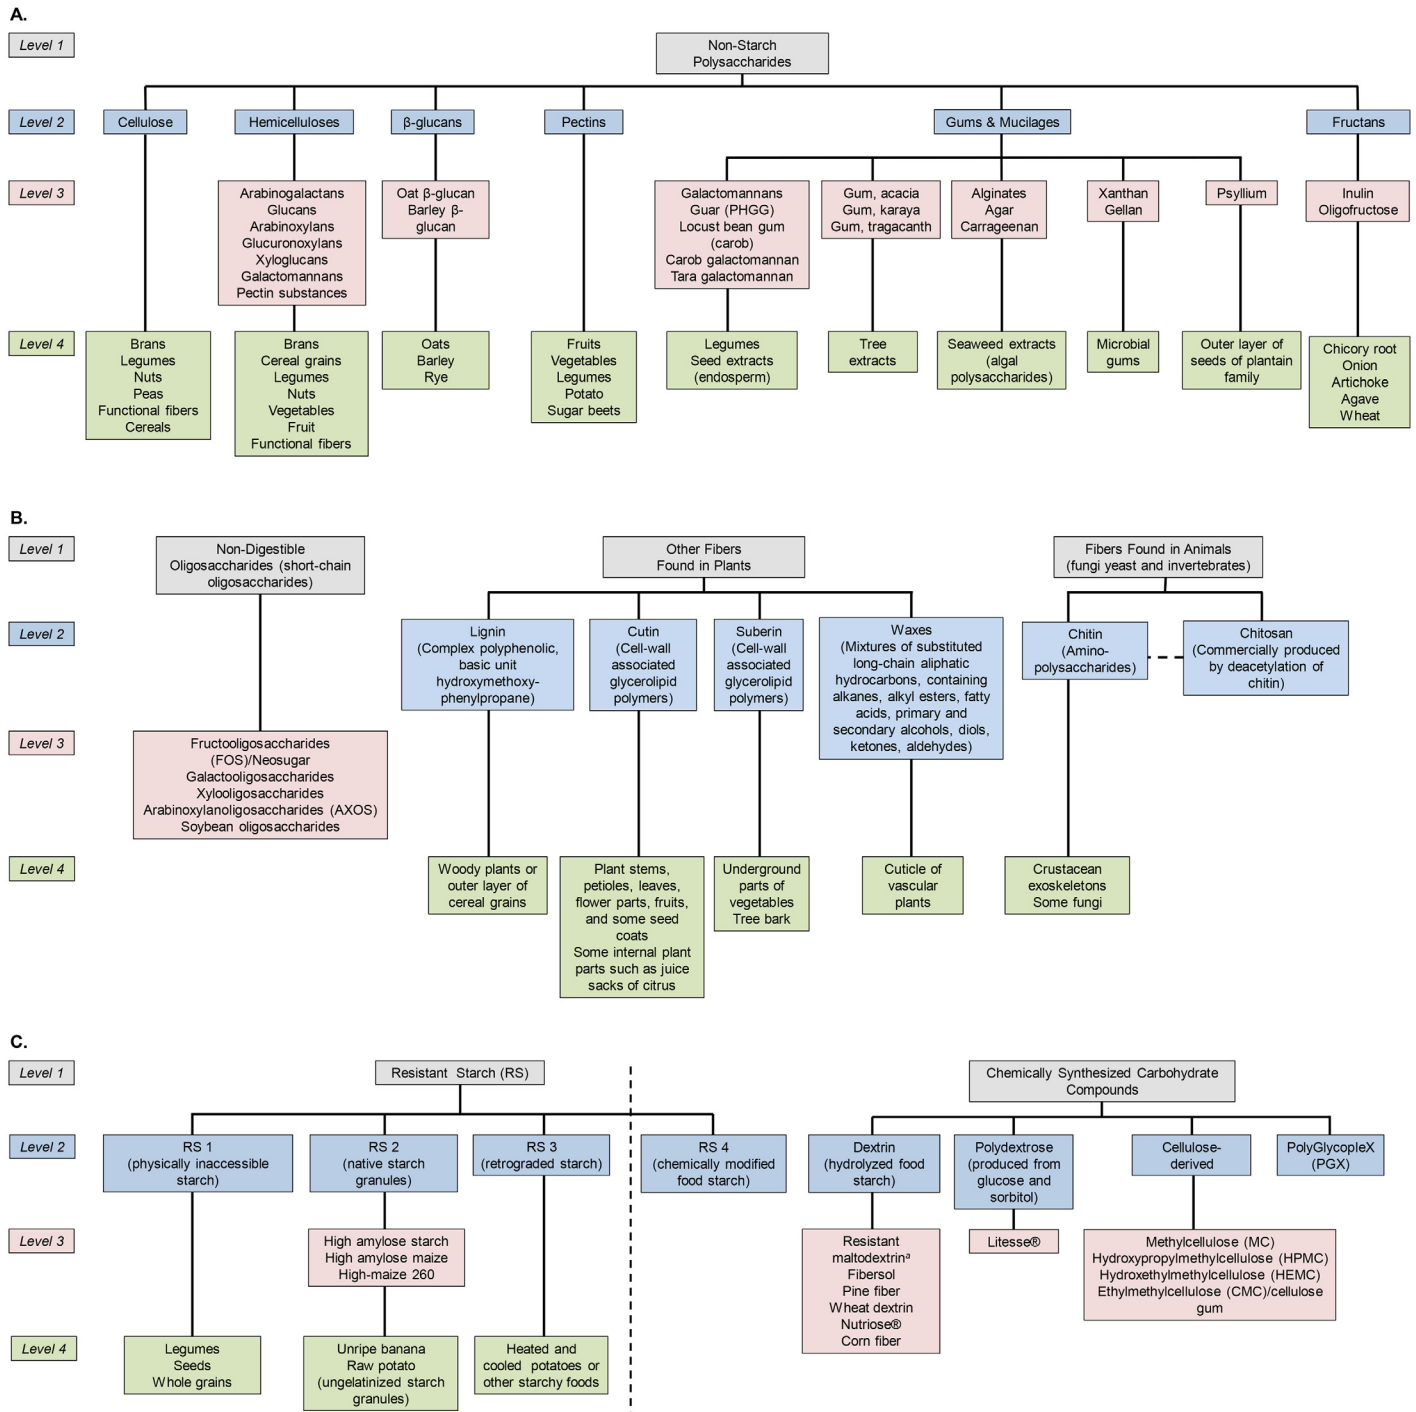 A.
Level 1
Non-Starch
Polysaccharides
Level 2
Cellulose
Hemicelluloses
β-glucans
Pectins
Gums & Mucilages
Fructans
Level 3
Arabinogalactans
Glucans
Arabinoxylans
Glucuronoxylans
Xyloglucans
Galactomannans
Pectin substances
Oat β-glucan
Barley β-
glucan
Galactomannans
Guar (PHGG)
Locust bean gum
(carob)
Carob galactomannan
Tara galactomannan
Gum, acacia
Gum, karaya
Gum, tragacanth
Alginates
Agar
Carrageenan
Xanthan
Gellan
Psyllium
Inulin
Oligofructose
Level 4
Brans
Legumes
Nuts
Peas
Functional fibers
Cereals
Brans
Cereal grains
Legumes
Nuts
Vegetables
Fruit
Functional fibers
Oats
Barley
Rye
Fruits
Vegetables
Legumes
Potato
Sugar beets
Legumes
Seed extracts
(endosperm)
Tree
extracts
Seaweed extracts
(algal
polysaccharides)
Microbial
gums
Outer layer of
seeds of plantain
family
Chicory root
Onion
Artichoke
Agave
Wheat
B.
Level 1
Non-Digestible
Oligosaccharides (short-chain
oligosaccharides)
Other Fibers
Found in Plants
Fibers Found in Animals
(fungi yeast and invertebrates)
Level 2
Lignin
(Complex polyphenolic,
basic unit
hydroxymethoxy-
phenylpropane)
Cutin
(Cell-wall
associated
glycerolipid
polymers)
Suberin
(Cell-wall
associated
glycerolipid
polymers)
Waxes
(Mixtures of substituted
long-chain aliphatic
hydrocarbons, containing
alkanes, alkyl esters, fatty
acids, primary and
secondary alcohols, diols,
ketones, aldehydes)
Chitin
(Amino-
polysaccharides)
Chitosan
(Commercially produced
by deacetylation of
chitin)
Level 3
Fructooligosaccharides
(FOS)/Neosugar
Galactooligosaccharides
Xylooligosaccharides
Arabinoxylanoligosaccharides (AXOS)
Soybean oligosaccharides
Level 4
Woody plants or
outer layer of
cereal grains
Plant stems,
petioles, leaves,
flower parts, fruits,
and some seed
coats
Some internal plant
parts such as juice
sacks of citrus
Underground
parts of
vegetables
Tree bark
Cuticle of
vascular
plants
Crustacean
exoskeletons
Some fungi
C.
Level 1
Resistant Starch (RS)
Chemically Synthesized Carbohydrate
Compounds
Level 2
RS 1
(physically inaccessible
starch)
RS 2
(native starch
granules)
RS 3
(retrograded starch)
RS 4
(chemically modified
food starch)
Dextrin
(hydrolyzed food
starch)
Polydextrose
(produced from
glucose and
sorbitol)
Cellulose-
derived
PolyGlycopleX
(PGX)
Level 3
High amylose starch
High amylose maize
High-maize 260
Resistant
maltodextrinᵃ
Fibersol
Pine fiber
Wheat dextrin
Nutriose®
Corn fiber
Litesse®
Methylcellulose (MC)
Hydroxypropylmethylcellulose (HPMC)
Hydroxethylmethylcellulose (HEMC)
Ethylmethylcellulose (CMC)/cellulose
gum
Level 4
Legumes
Seeds
Whole grains
Unripe banana
Raw potato
(ungelatinized starch
granules)
Heated and
cooled potatoes or
other starchy foods